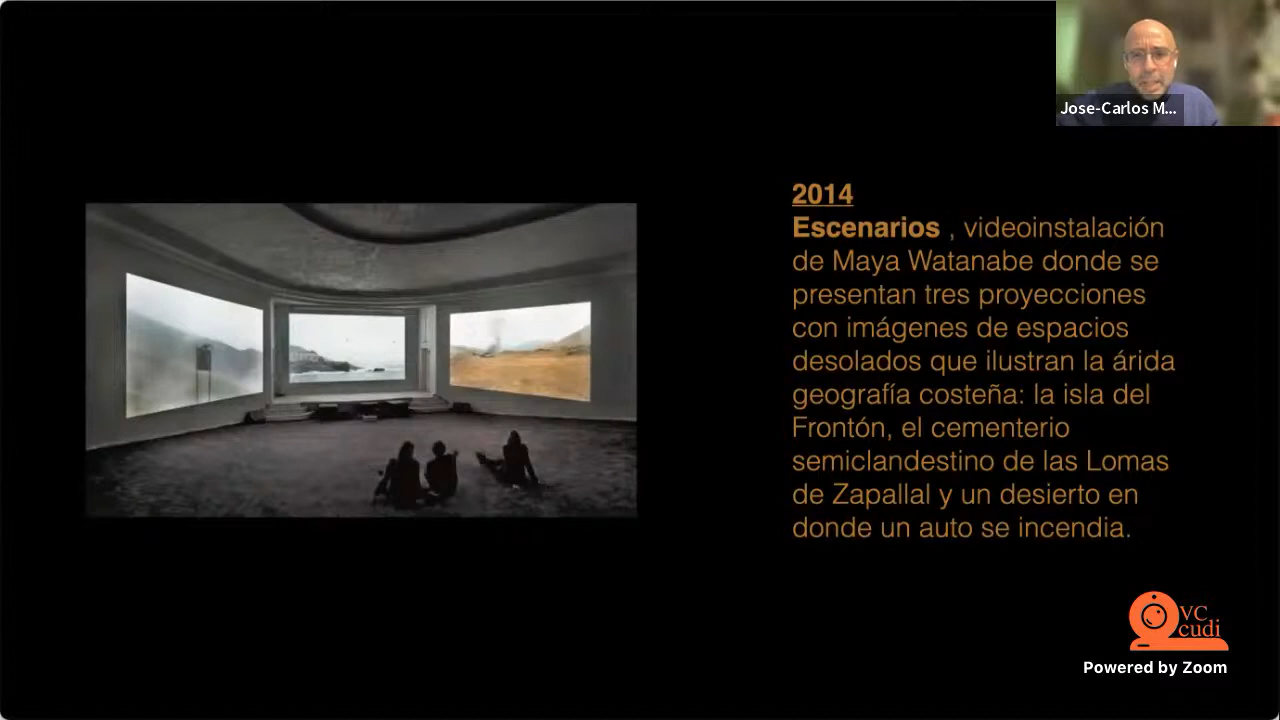 Jose-Carlos M...
2014
Escenarios , videoinstalación
de Maya Watanabe donde se
presentan tres proyecciones
con imágenes de espacios
desolados que ilustran la árida
geografía costeña: la isla del
Frontón, el cementerio
semiclandestino de las Lomas
de Zapallal y un desierto en
donde un auto se incendia.
VC
cudi
Powered by Zoom